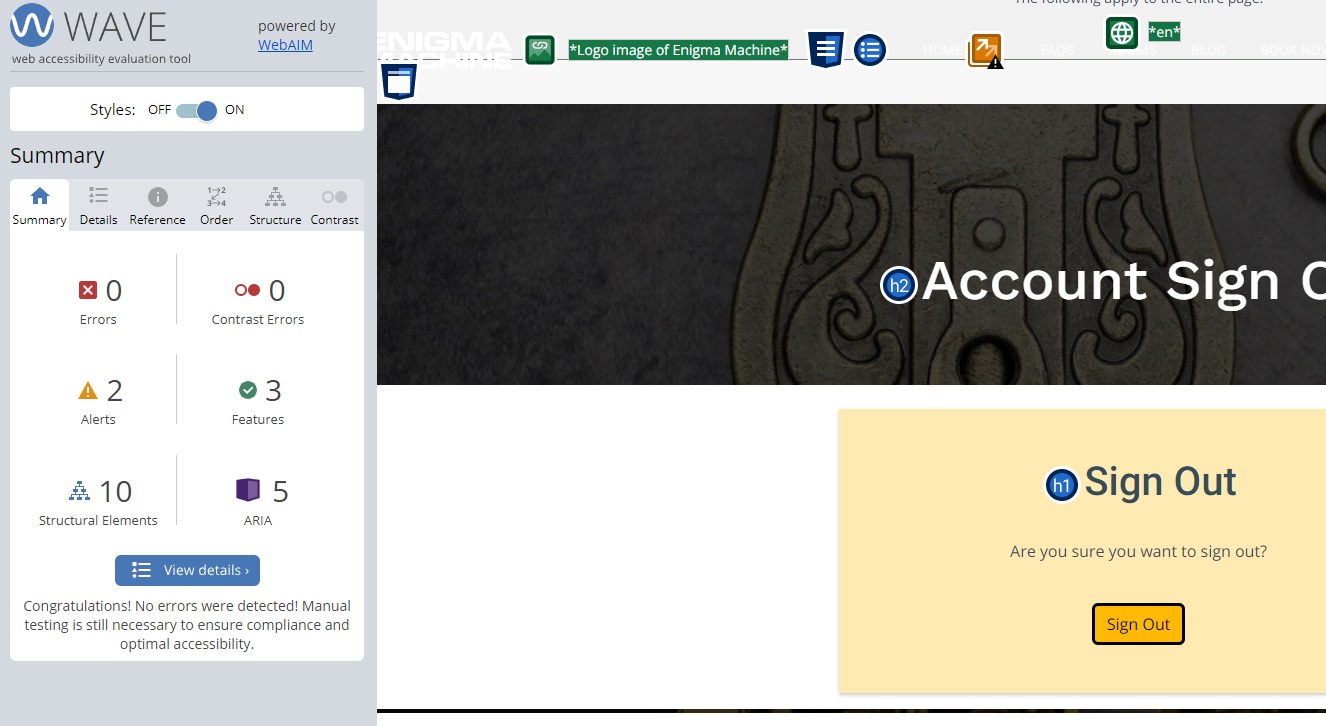 WAVE
powered by
WebAIM
web accessibility evaluation tool
Styles: OFF ON
Summary
Summary Details Reference Order Structure Contrast
0
Errors
0
Contrast Errors
2
Alerts
3
Features
10
Structural Elements
5
ARIA
View details ›
Congratulations! No errors were detected! Manual
testing is still necessary to ensure compliance and
optimal accessibility.
The following apply to the entire page:
*en*
ENIGMA
MACHINE
*Logo image of Enigma Machine*
HOME FAQS BLOG BOOK NOW
h2 Account Sign O
h1 Sign Out
Are you sure you want to sign out?
Sign Out